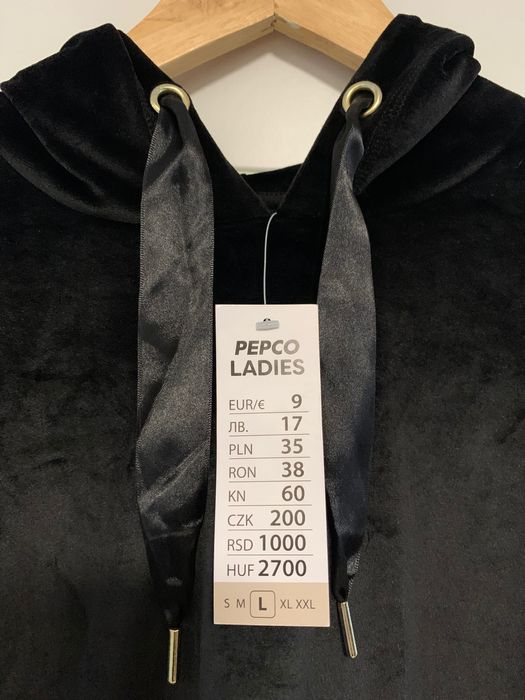 PEPCO
LADIES
EUR/€ 9
ЛВ. 17
PLN 35
RON 38
KN 60
CZK 200
RSD 1000
HUF 2700
S M L XL XXL